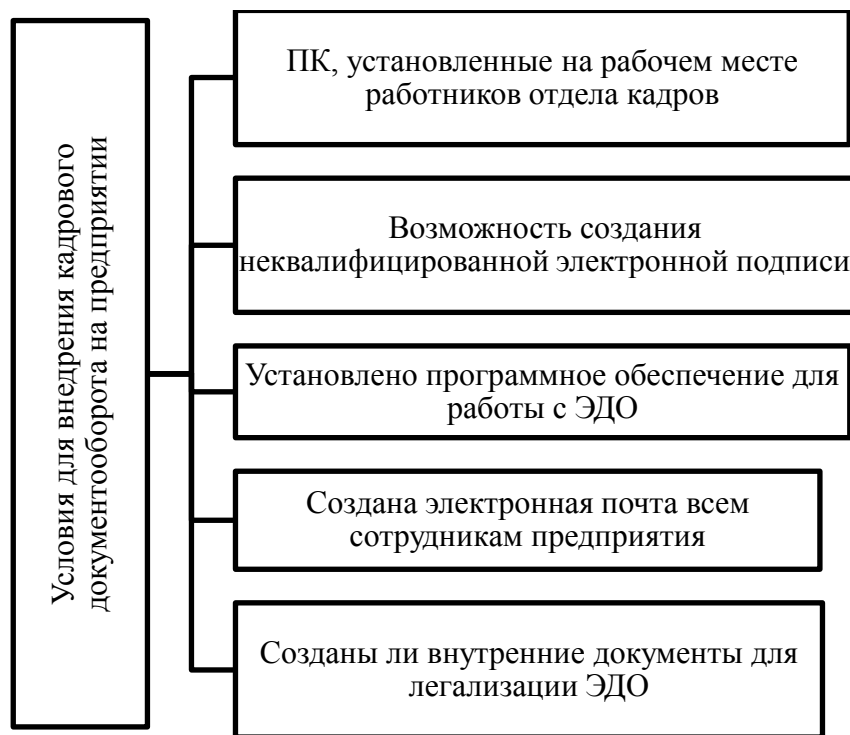 Условия для внедрения кадрового
документооборота на предприятии
ПК, установленные на рабочем месте
работников отдела кадров
Возможность создания
неквалифицированной электронной подписи
Установлено программное обеспечение для
работы с ЭДО
Создана электронная почта всем
сотрудникам предприятия
Созданы ли внутренние документы для
легализации ЭДО